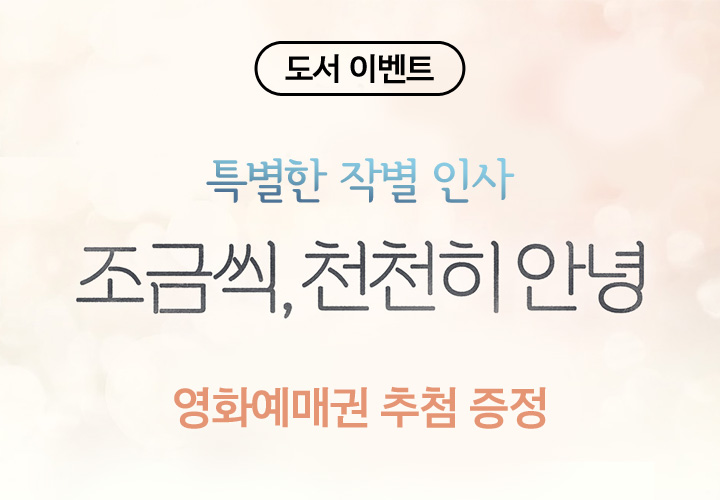 도서 이벤트
특별한 작별 인사
조금씩, 천천히 안녕
영화예매권 추첨 증정